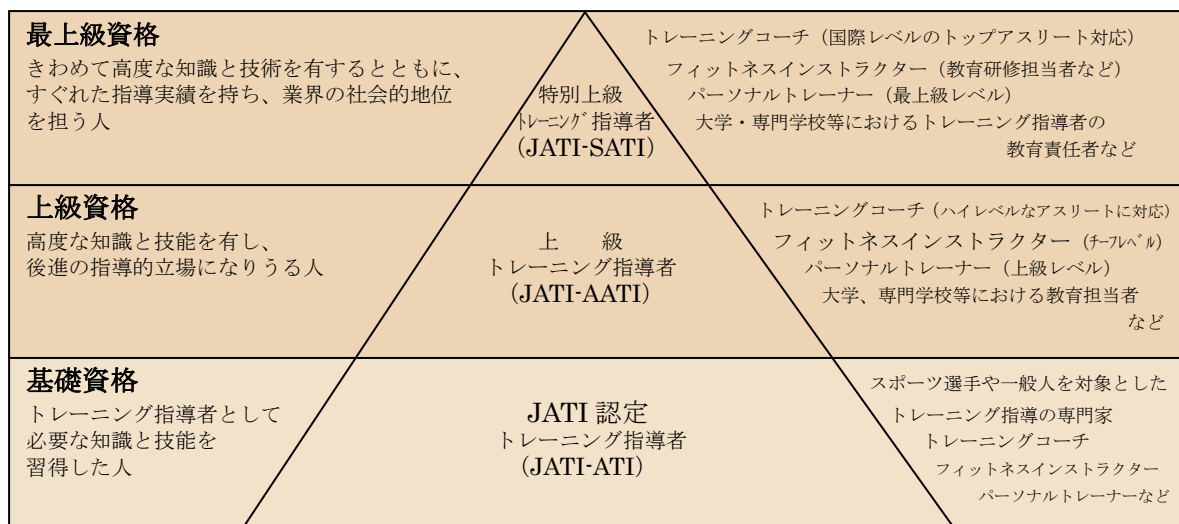 最上級資格
きわめて高度な知識と技術を有するとともに、
すぐれた指導実績を持ち、業界の社会的地位
を担う人
特別上級
ﾄﾚｰﾆﾝｸﾞ指導者
(JATI-SATI)
トレーニングコーチ（国際レベルのトップアスリート対応）
フィットネスインストラクター（教育研修担当者など）
パーソナルトレーナー（最上級レベル）
大学・専門学校等におけるトレーニング指導者の
教育責任者など
上級資格
高度な知識と技能を有し、
後進の指導的立場になりうる人
上　級
トレーニング指導者
(JATI-AATI)
トレーニングコーチ（ハイレベルなアスリートに対応）
フィットネスインストラクター（ﾁｰﾌﾚﾍﾞﾙ）
パーソナルトレーナー（上級レベル）
大学、専門学校等における教育担当者
など
基礎資格
トレーニング指導者として
必要な知識と技能を
習得した人
JATI 認定
トレーニング指導者
(JATI-ATI)
スポーツ選手や一般人を対象とした
トレーニング指導の専門家
トレーニングコーチ
フィットネスインストラクター
パーソナルトレーナーなど